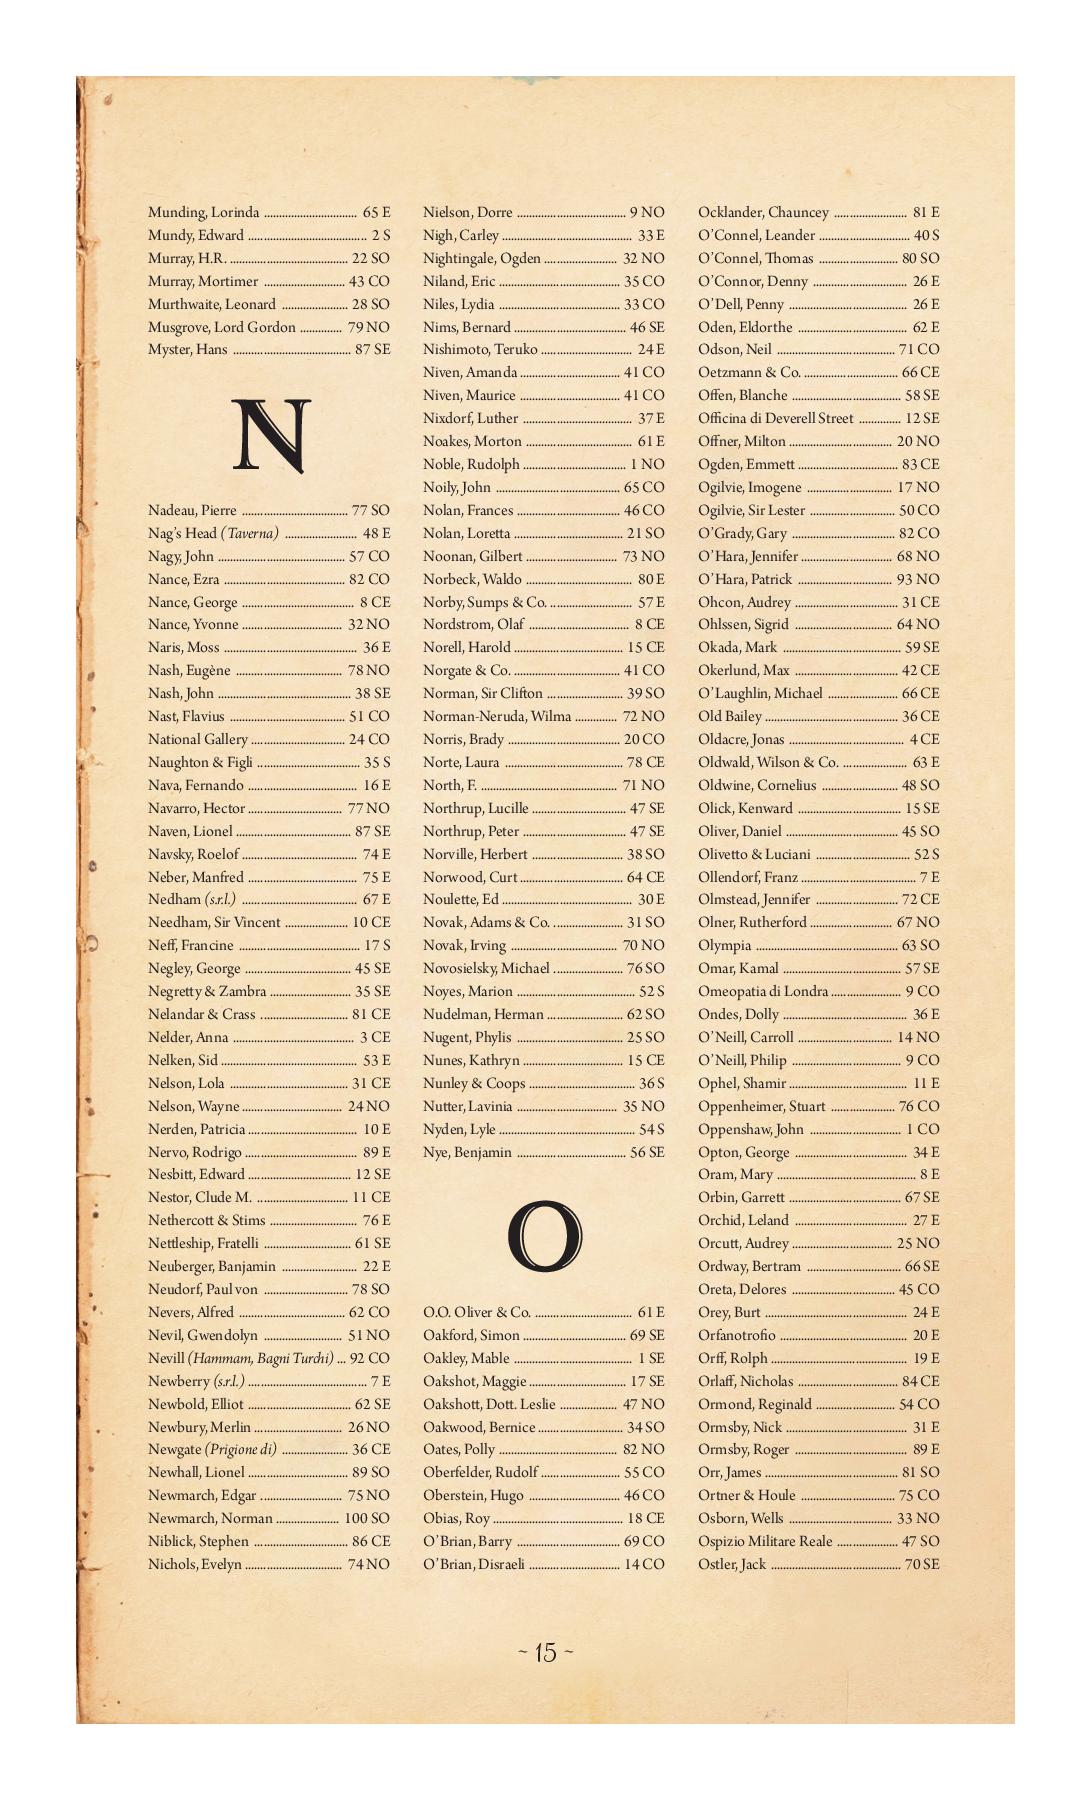 Munding, Lorinda ............................... 65 E
Mundy, Edward ........................................ 2 S
Murray, H.R. ....................................... 22 SO
Murray, Mortimer ........................... 43 CO
Murthwaite, Leonard ...................... 28 SO
Musgrove, Lord Gordon .............. 79 NO
Myster, Hans ....................................... 87 SE
N
Nadeau, Pierre .................................... 77 SO
Nag’s Head (Taverna) ........................ 48 E
Nagy, John .......................................... 57 CO
Nance, Ezra ......................................... 82 CO
Nance, George ..................................... 8 CE
Nance, Yvonne ................................... 32 NO
Naris, Moss ............................................ 36 E
Nash, Eugène ................................... 78 NO
Nash, John ............................................ 38 SE
Nast, Flavius ...................................... 51 CO
National Gallery ............................... 24 CO
Naughton & Figli ................................... 35 S
Nava, Fernando ..................................... 16 E
Navarro, Hector ............................... 77 NO
Naven, Lionel ...................................... 87 SE
Navsky, Roelof ...................................... 74 E
Neber, Manfred .................................... 75 E
Nedham (s.r.l.) ...................................... 67 E
Needham, Sir Vincent ..................... 10 CE
Neff, Francine ........................................ 17 S
Negley, George .................................... 45 SE
Negretty & Zambra ........................... 35 SE
Nelandar & Crass ............................... 81 CE
Nelder, Anna ........................................ 3 CE
Nelken, Sid ............................................. 53 E
Nelson, Lola ....................................... 31 CE
Nelson, Wayne ................................. 24 NO
Nerden, Patricia .................................... 10 E
Nervo, Rodrigo ...................................... 89 E
Nesbitt, Edward ................................... 12 SE
Nestor, Clude M. ............................... 11 CE
Nethercott & Stims ............................. 76 E
Nettleship, Fratelli .............................. 61 SE
Neuberger, Banjamin ......................... 22 E
Neudorf, Paul von ............................ 78 SO
Nevers, Alfred .................................... 62 CO
Nevil, Gwendolyn ............................ 51 NO
Nevill (Hammam, Bagni Turchi) ... 92 CO
Newberry (s.r.l.) ........................................ 7 E
Newbold, Elliot ................................... 62 SE
Newbury, Merlin .............................. 26 NO
Newgate (Prigione di) ...................... 36 CE
Newhall, Lionel .................................. 89 SO
Newmarch, Edgar ........................... 75 NO
Newmarch, Norman ..................... 100 SO
Niblick, Stephen ................................ 86 CE
Nichols, Evelyn ................................ 74 NO
Nielson, Dorre .................................... 9 NO
Nigh, Carley ........................................... 33 E
Nightingale, Ogden .......................... 32 NO
Niland, Eric ......................................... 35 CO
Niles, Lydia ........................................ 33 CO
Nims, Bernard ..................................... 46 SE
Nishimoto, Teruko .............................. 24 E
Niven, Amanda ................................. 41 CO
Niven, Maurice .................................. 41 CO
Nixdorf, Luther .................................... 37 E
Noakes, Morton ................................... 61 E
Noble, Rudolph ................................... 1 NO
Noily, John ......................................... 65 CO
Nolan, Frances ................................... 46 CO
Nolan, Loretta .................................... 21 SO
Noonan, Gilbert ............................... 73 NO
Norbeck, Waldo ................................... 80 E
Norby, Sumps & Co. ........................... 57 E
Nordstrom, Olaf ................................. 8 CE
Norell, Harold .................................... 15 CE
Norgate & Co. .................................... 41 CO
Norman, Sir Clifton .......................... 39 SO
Norman-Neruda, Wilma .............. 72 NO
Norris, Brady ..................................... 20 CO
Norte, Laura ....................................... 78 CE
North, F. ............................................. 71 NO
Northrup, Lucille ................................ 47 SE
Northrup, Peter ................................... 47 SE
Norville, Herbert ............................... 38 SO
Norwood, Curt ................................... 64 CE
Noulette, Ed .......................................... 30 E
Novak, Adams & Co. ....................... 31 SO
Novak, Irving .................................... 70 NO
Novosielsky, Michael ....................... 76 SO
Noyes, Marion ....................................... 52 S
Nudelman, Herman ......................... 62 SO
Nugent, Phylis ................................... 25 SO
Nunes, Kathryn .................................. 15 CE
Nunley & Coops .................................... 36 S
Nutter, Lavinia .................................. 35 NO
Nyden, Lyle ............................................. 54 S
Nye, Benjamin .................................... 56 SE
O
O.O. Oliver & Co. ................................ 61 E
Oakford, Simon ................................... 69 SE
Oakley, Mable ........................................ 1 SE
Oakshot, Maggie ................................. 17 SE
Oakshott, Dott. Leslie ................... 47 NO
Oakwood, Bernice ............................ 34 SO
Oates, Polly ....................................... 82 NO
Oberfelder, Rudolf ........................... 55 CO
Oberstein, Hugo .............................. 46 CO
Obias, Roy ........................................... 18 CE
O’Brian, Barry ................................... 69 CO
O’Brian, Disraeli ................................ 14 CO
Ocklander, Chauncey ......................... 81 E
O’Connel, Leander ............................... 40 S
O’Connel, Thomas .......................... 80 SO
O’Connor, Denny ................................ 26 E
O’Dell, Penny ....................................... 26 E
Oden, Eldorthe ..................................... 62 E
Odson, Neil ........................................ 71 CO
Oetzmann & Co. ............................... 66 CE
Offen, Blanche ..................................... 58 SE
Officina di Deverell Street .............. 12 SE
Offner, Milton ................................... 20 NO
Ogden, Emmett .................................. 83 CE
Ogilvie, Imogene ............................. 17 NO
Ogilvie, Sir Lester ............................. 50 CO
O’Grady, Gary ................................... 82 CO
O’Hara, Jennifer ............................... 68 NO
O’Hara, Patrick ................................ 93 NO
Ohcon, Audrey ................................... 31 CE
Ohlssen, Sigrid ................................. 64 NO
Okada, Mark ........................................ 59 SE
Okerlund, Max ................................... 42 CE
O’Laughlin, Michael ........................ 66 CE
Old Bailey ............................................. 36 CE
Oldacre, Jonas ....................................... 4 CE
Oldwald, Wilson & Co. ...................... 63 E
Oldwine, Cornelius ......................... 48 SO
Olick, Kenward ................................... 15 SE
Oliver, Daniel ..................................... 45 SO
Olivetto & Luciani ................................ 52 S
Ollendorf, Franz ..................................... 7 E
Olmstead, Jennifer ............................ 72 CE
Olner, Rutherford ............................ 67 NO
Olympia .............................................. 63 SO
Omar, Kamal ....................................... 57 SE
Omeopatia di Londra ....................... 9 CO
Ondes, Dolly ......................................... 36 E
O’Neill, Carroll ................................ 14 NO
O’Neill, Philip ..................................... 9 CO
Ophel, Shamir ....................................... 11 E
Oppenheimer, Stuart ...................... 76 CO
Oppenshaw, John .............................. 1 CO
Opton, George ..................................... 34 E
Oram, Mary ............................................. 8 E
Orbin, Garrett ..................................... 67 SE
Orchid, Leland ..................................... 27 E
Orcutt, Audrey ................................. 25 NO
Ordway, Bertram ................................ 66 SE
Oreta, Delores .................................... 45 CO
Orey, Burt .............................................. 24 E
Orfanotrofio ......................................... 20 E
Orff, Rolph ............................................ 19 E
Orlaff, Nicholas .................................. 84 CE
Ormond, Reginald ............................ 54 CO
Ormsby, Nick ........................................ 31 E
Ormsby, Roger ...................................... 89 E
Orr, James ............................................ 81 SO
Ortner & Houle ................................ 75 CO
Osborn, Wells ................................... 33 NO
Ospizio Militare Reale .................... 47 SO
Ostler, Jack ........................................... 70 SE
~ 15 ~